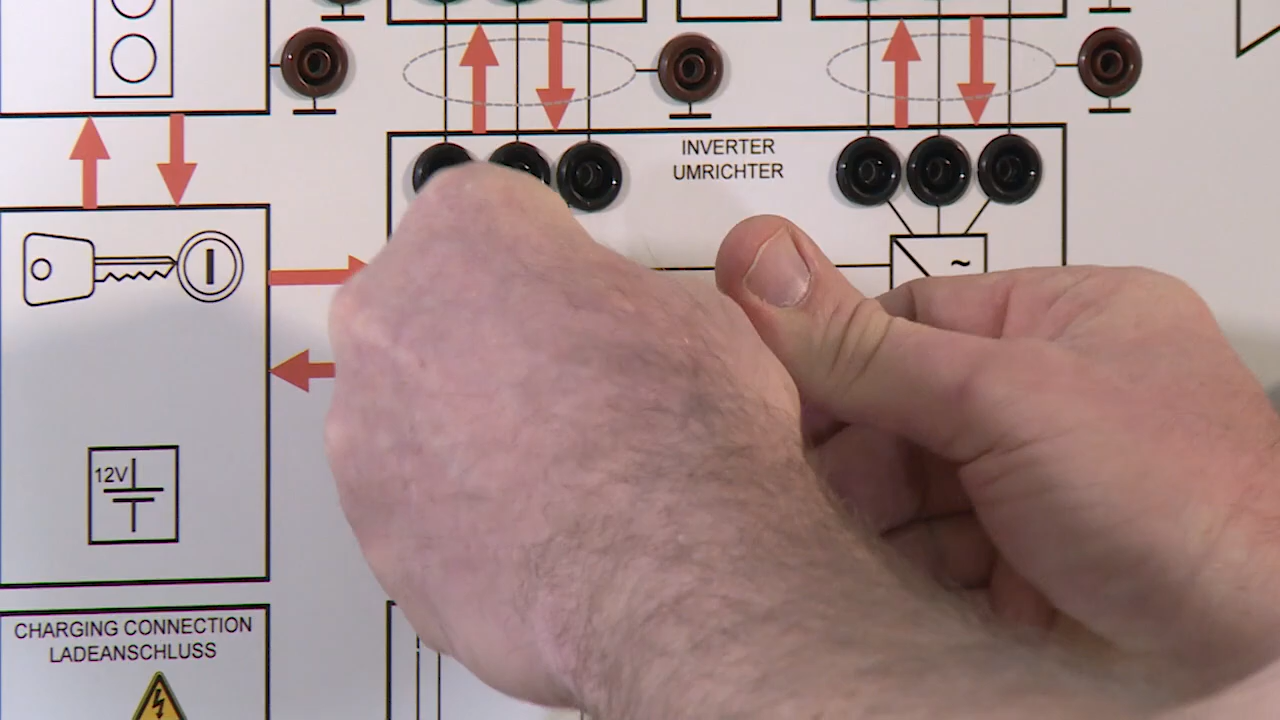 INVERTER
UMRICHTER
~
12V
CHARGING CONNECTION
LADEANSCHLUSS